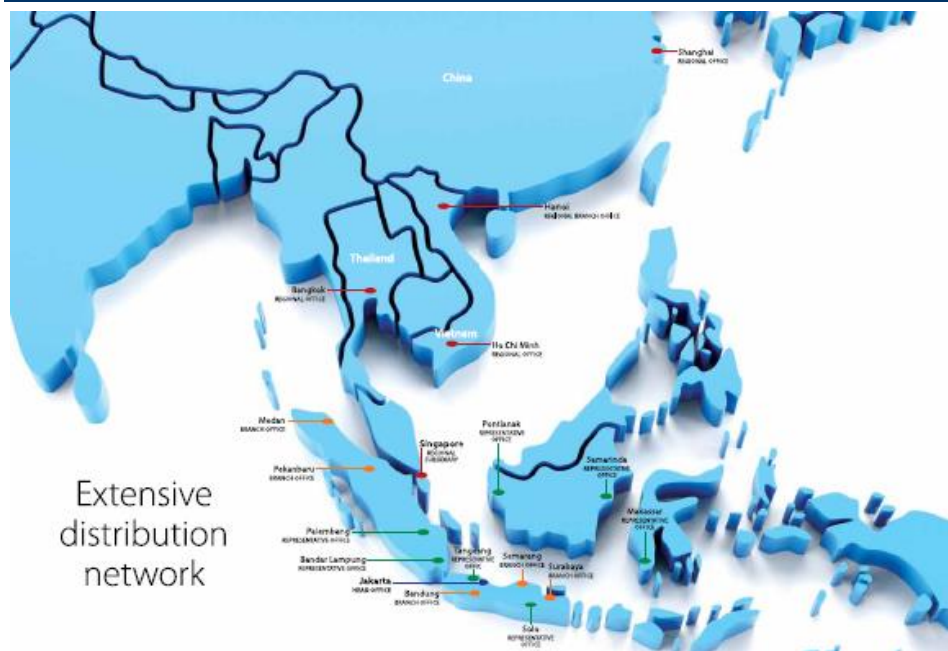 China
Shanghai
REGIONAL OFFICE
Hanoi
REGIONAL BRANCH OFFICE
Thailand
Bangkok
REGIONAL OFFICE
Vietnam
Ho Chi Minh
REGIONAL OFFICE
Medan
BRANCH OFFICE
Pontianak
REPRESENTATIVE
OFFICE
Singapore
REGIONAL
SUBSIDIARY
Samarinda
REPRESENTATIVE
OFFICE
Pekanbaru
BRANCH OFFICE
Extensive
distribution
network
Makassar
REPRESENTATIVE
OFFICE
Palembang
REPRESENTATIVE OFFICE
Tangerang
REPRESENTATIVE
OFFICE
Semarang
BRANCH OFFICE
Bandar Lampung
REPRESENTATIVE OFFICE
Surabaya
BRANCH OFFICE
Jakarta
HEAD OFFICE
Bandung
BRANCH OFFICE
Solo
REPRESENTATIVE
OFFICE